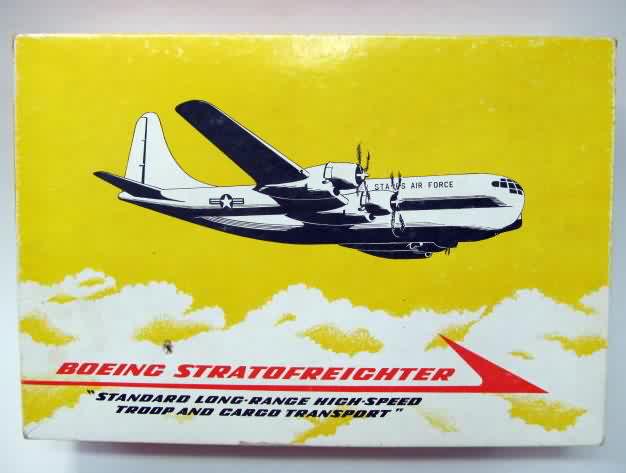 STATES AIR FORCE
BOEING STRATOFREIGHTER
"STANDARD LONG-RANGE HIGH-SPEED
TROOP AND CARGO TRANSPORT"